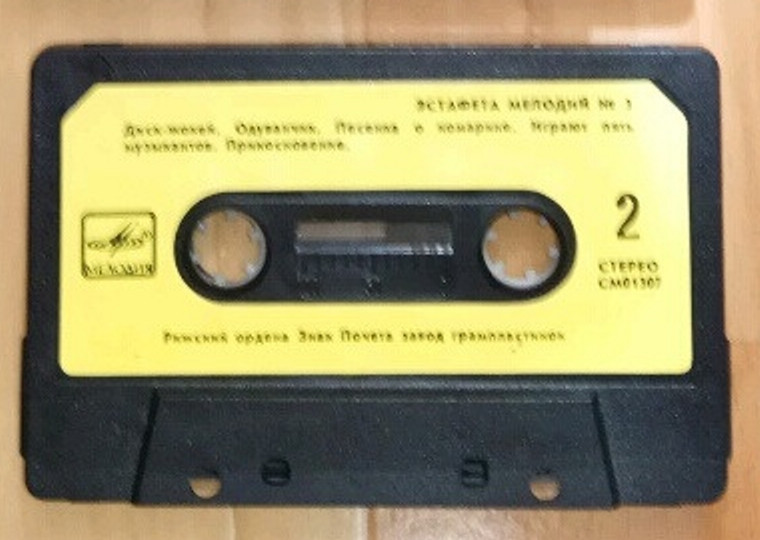 ЭСТАФЕТА МЕЛОДИЙ № 1
Диск-жокей. Одуванчик. Песенка о комарике. Играют пять
музыкантов. Прикосновение.
МЕЛОДИЯ
2
СТЕРЕО
СМ01307
Рижский ордена Знак Почета завод грампластинок